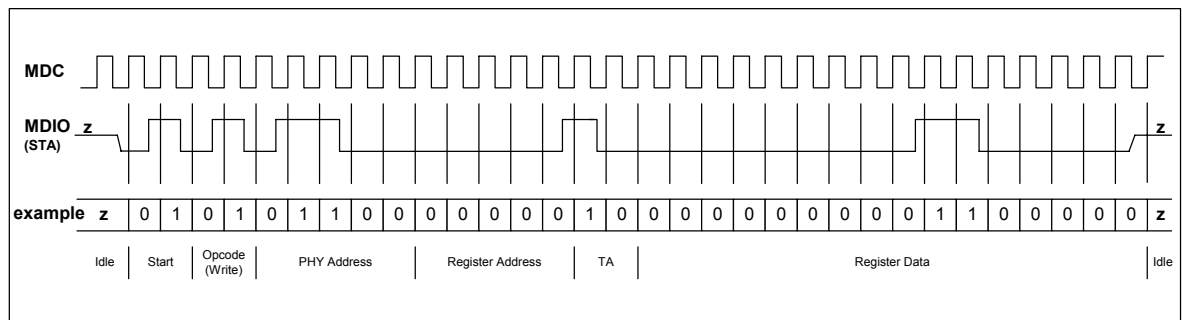 MDC
MDIO z z
(STA)
example z 0 1 0 1 0 1 1 0 0 0 0 0 0 0 1 0 0 0 0 0 0 0 0 0 0 1 1 0 0 0 0 0 z
Idle Start Opcode (Write) PHY Address Register Address TA Register Data Idle